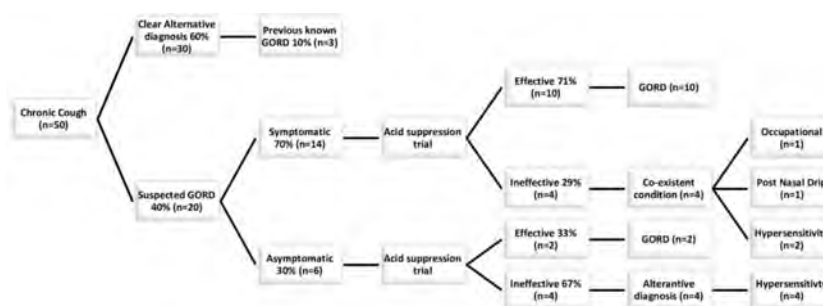 Clear Alternative
diagnosis 60%
(n=30)
Previous known
GORD 10% (n=3)
Chronic Cough
(n=50)
Suspected GORD
40% (n=20)
Symptomatic
70% (n=14)
Acid suppression
trial
Effective 71%
(n=10)
GORD (n=10)
Ineffective 29%
(n=4)
Co-existent
condition (n=4)
Occupational
(n=1)
Post Nasal Drip
(n=1)
Hypersensitivity
(n=2)
Asymptomatic
30% (n=6)
Acid suppression
trial
Effective 33%
(n=2)
GORD (n=2)
Ineffective 67%
(n=4)
Alterantive
diagnosis (n=4)
Hypersensitivity
(n=4)